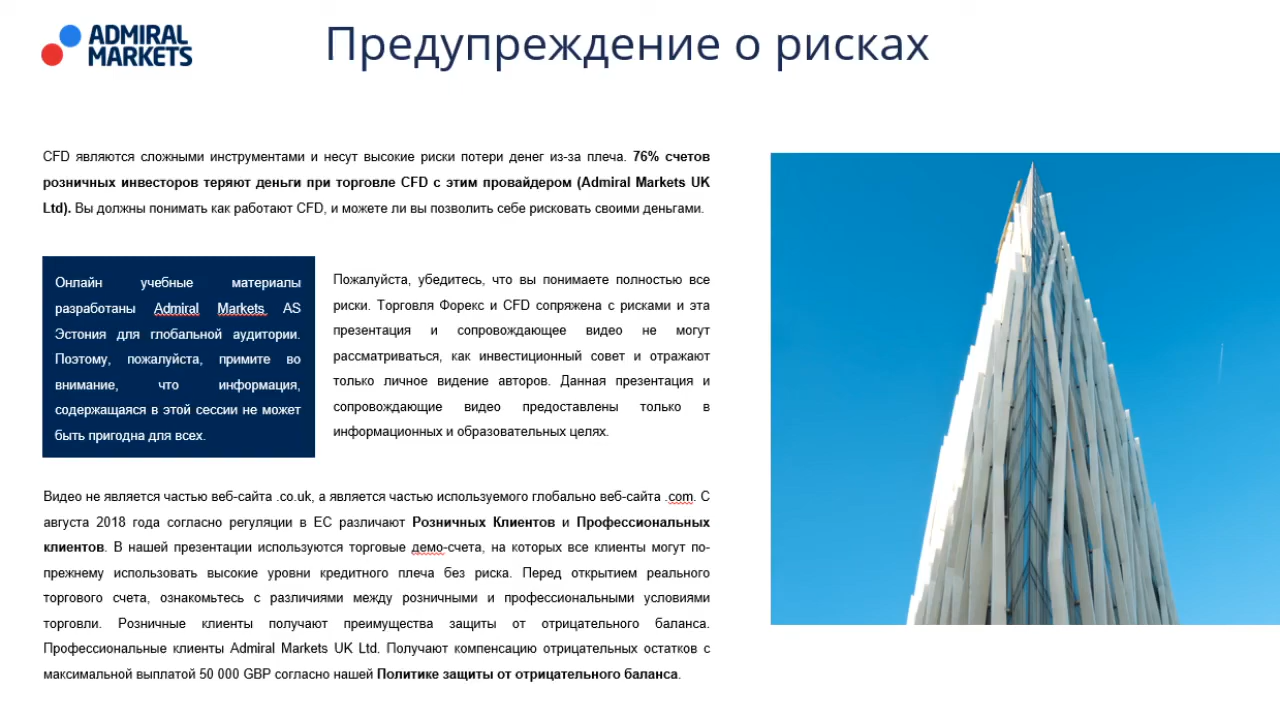 ADMIRAL
MARKETS
Предупреждение о рисках
CFD являются сложными инструментами и несут высокие риски потери денег из-за плеча. 76% счетов
розничных инвесторов теряют деньги при торговле CFD с этим провайдером (Admiral Markets UK
Ltd). Вы должны понимать как работают CFD, и можете ли вы позволить себе рисковать своими деньгами.
Онлайн учебные материалы
разработаны Admiral Markets AS
Эстония для глобальной аудитории.
Поэтому, пожалуйста, примите во
внимание, что информация,
содержащаяся в этой сессии не может
быть пригодна для всех.
Пожалуйста, убедитесь, что вы понимаете полностью все
риски. Торговля Форекс и CFD сопряжена с рисками и эта
презентация и сопровождающее видео не могут
рассматриваться, как инвестиционный совет и отражают
только личное видение авторов. Данная презентация и
сопровождающие видео предоставлены только в
информационных и образовательных целях.
Видео не является частью веб-сайта .co.uk, а является частью используемого глобально веб-сайта .com. С
августа 2018 года согласно регуляции в ЕС различают Розничных Клиентов и Профессиональных
клиентов. В нашей презентации используются торговые демо-счета, на которых все клиенты могут по-
прежнему использовать высокие уровни кредитного плеча без риска. Перед открытием реального
торгового счета, ознакомьтесь с различиями между розничными и профессиональными условиями
торговли. Розничные клиенты получают преимущества защиты от отрицательного баланса.
Профессиональные клиенты Admiral Markets UK Ltd. Получают компенсацию отрицательных остатков с
максимальной выплатой 50 000 GBP согласно нашей Политике защиты от отрицательного баланса.